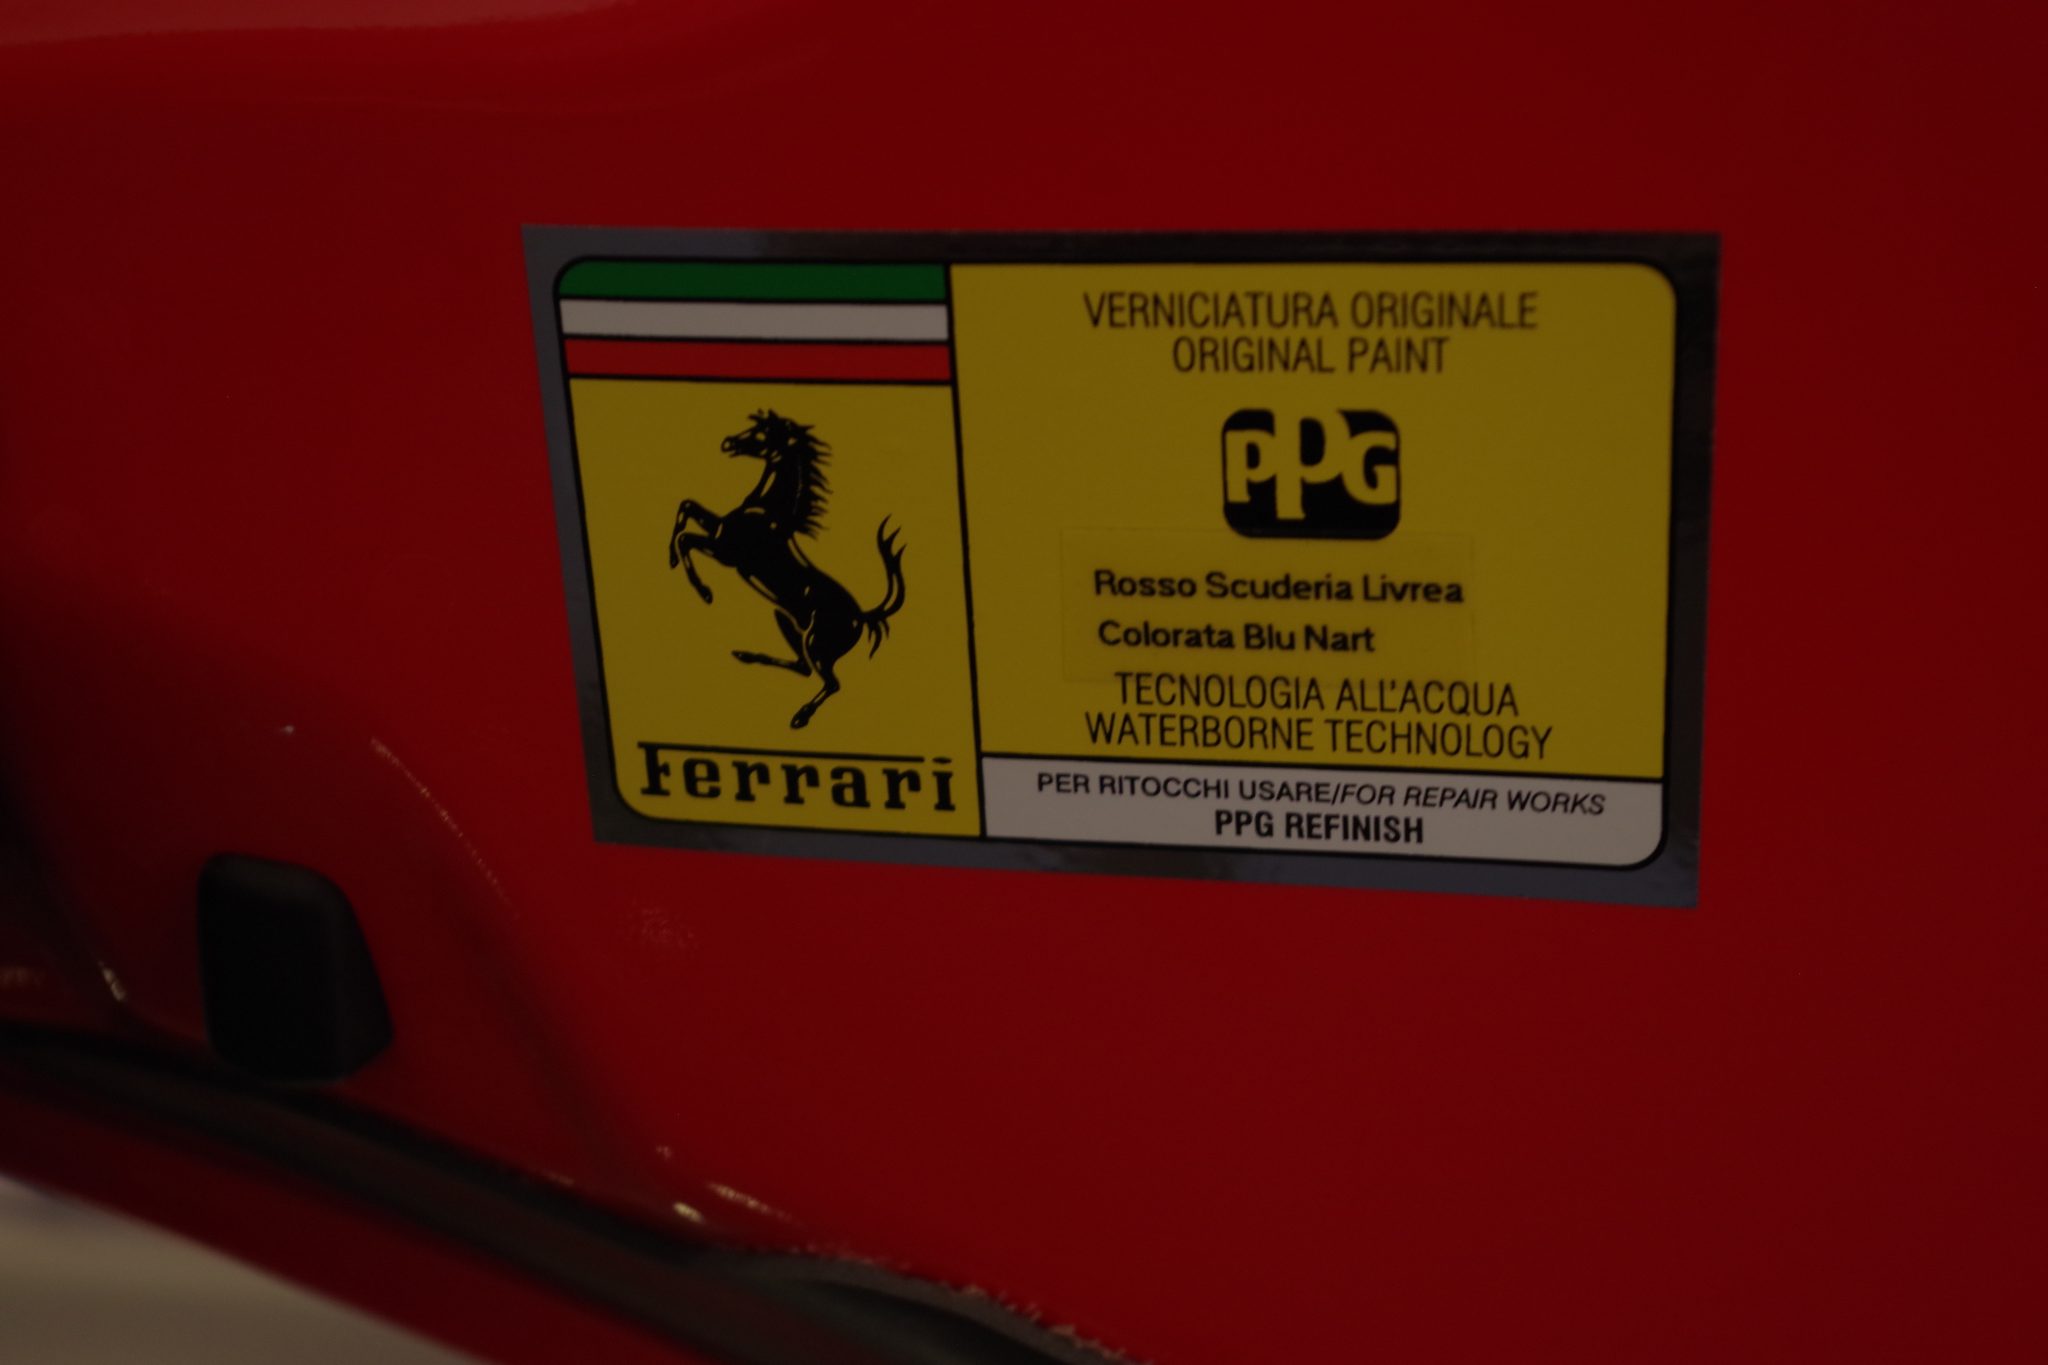 Ferrari
VERNICIATURA ORIGINALE
ORIGINAL PAINT
PPG
Rosso Scuderia Livrea
Colorata Blu Nart
TECNOLOGIA ALL'ACQUA
WATERBORNE TECHNOLOGY
PER RITOCCHI USARE/FOR REPAIR WORKS
PPG REFINISH